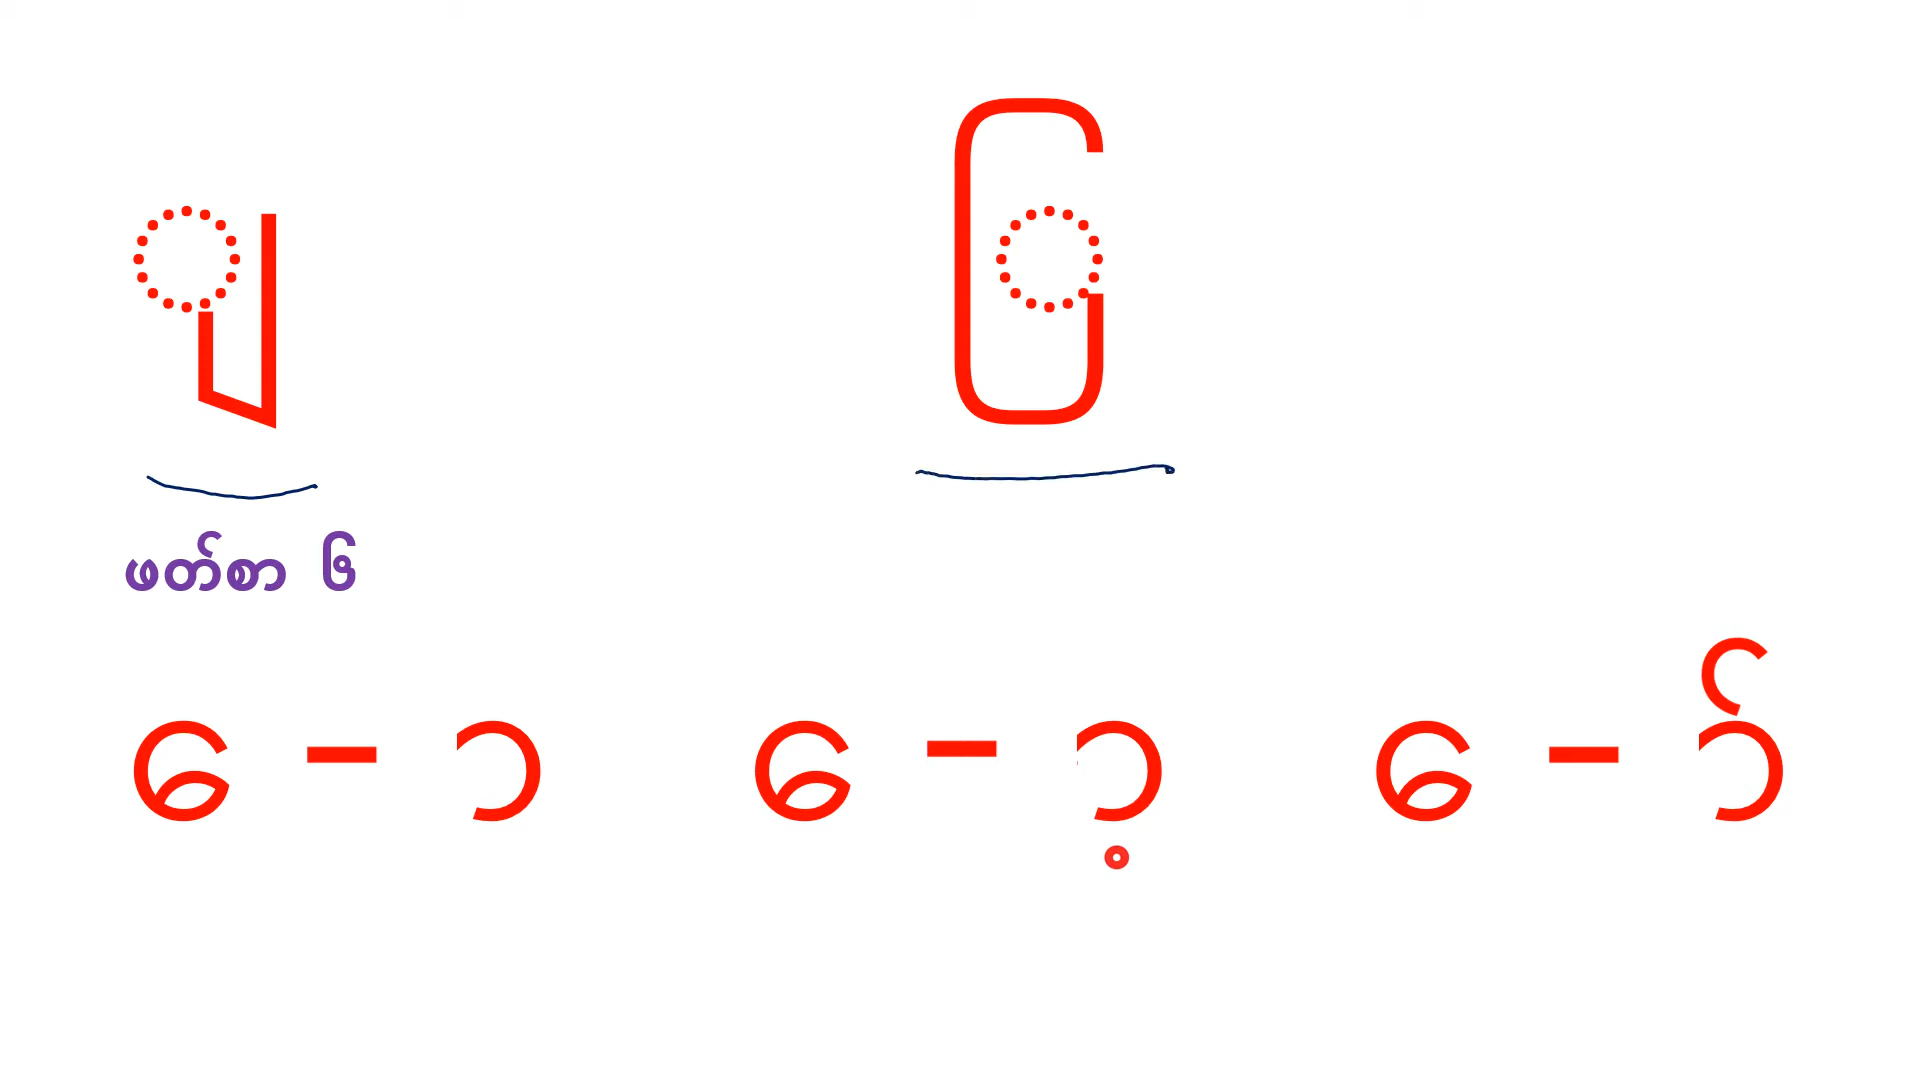 ◌ျ ◌ြ
ဖတ်စာ ၆
ေ - ာ ေ - ာ့ ေ - ာ်